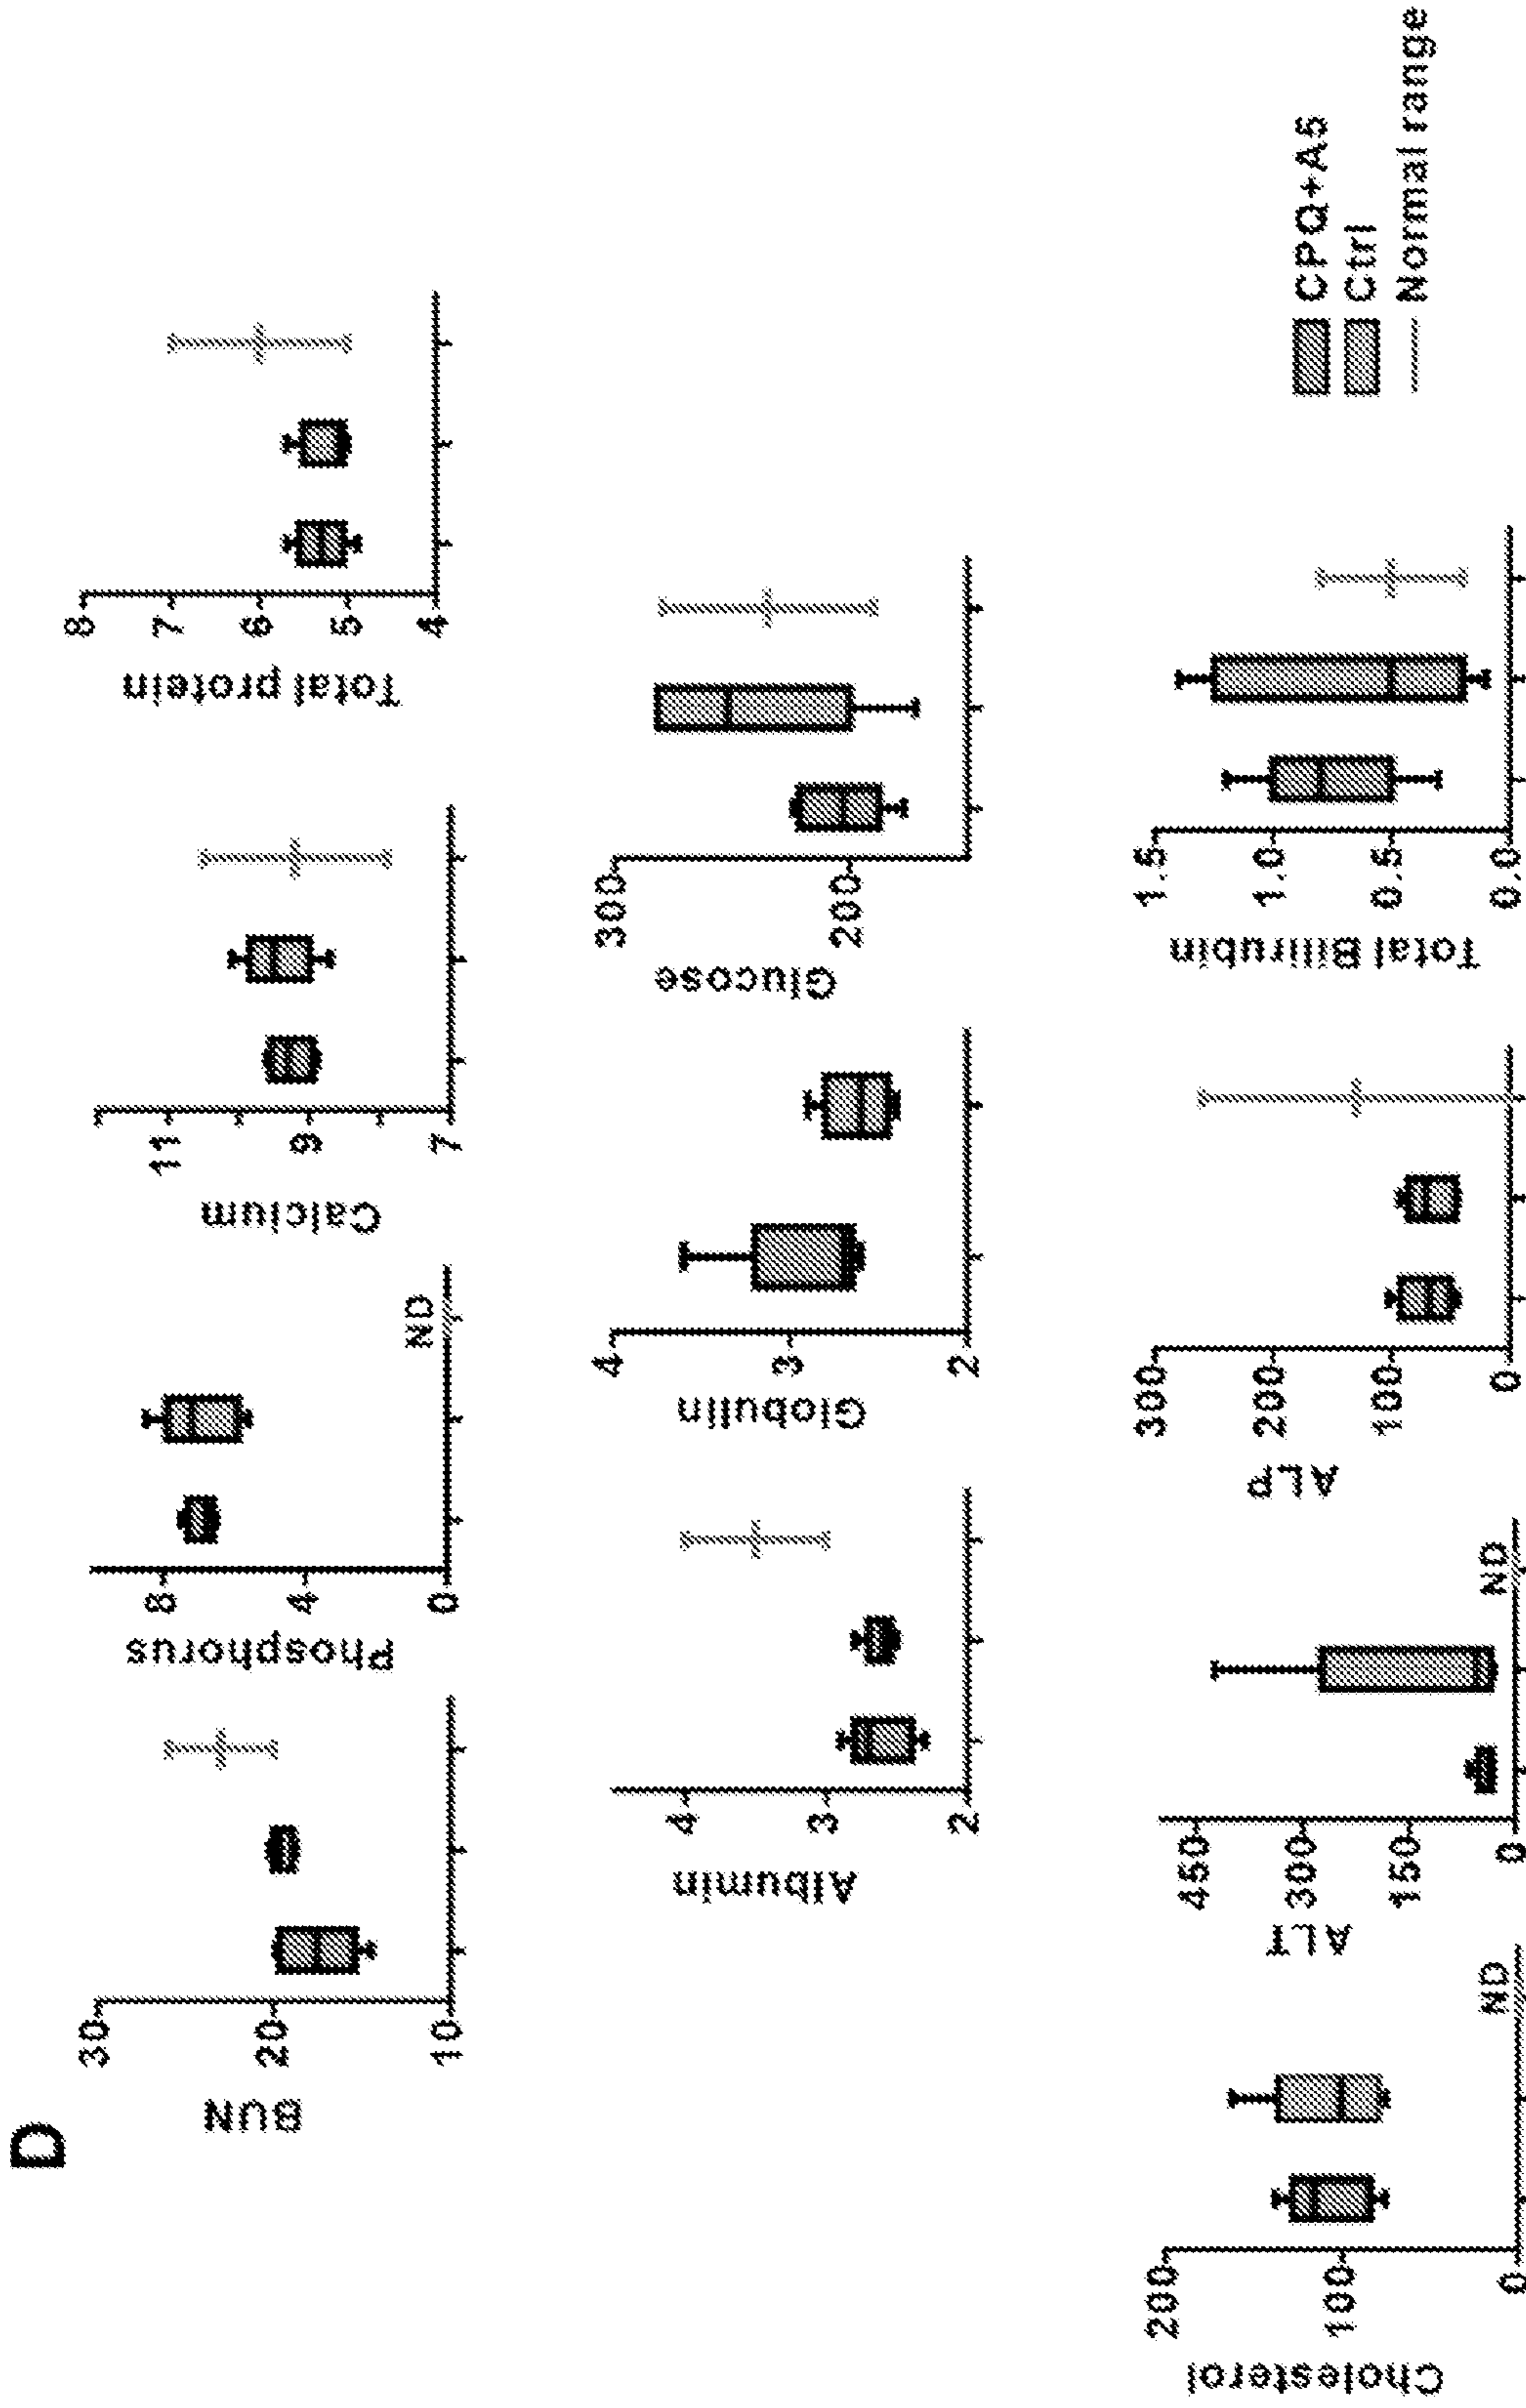 D
BUN
30
20
10
Phosphorus
8
4
0
ND
Calcium
11
9
7
Total protein
8
7
6
5
4
Albumin
4
3
2
Globulin
4
3
2
Glucose
300
200
Cholesterol
200
100
0
ND
ALT
450
300
150
0
ND
ALP
300
200
100
0
Total Bilirubin
1.5
1.0
0.5
0.0
CPQ+A5
Ctrl
Normal range